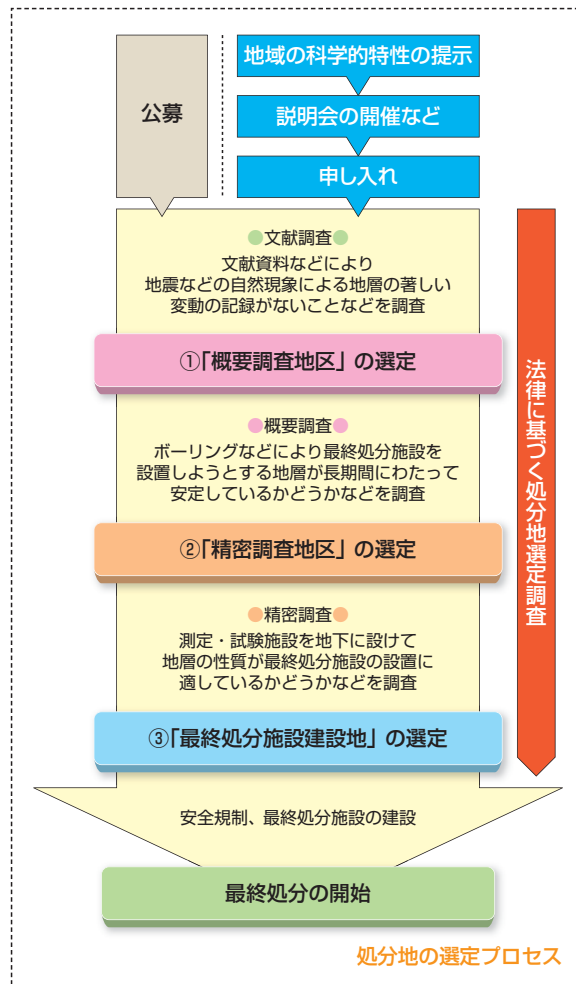 公募
地域の科学的特性の提示
説明会の開催など
申し入れ
●文献調査●
文献資料などにより
地震などの自然現象による地層の著しい
変動の記録がないことなどを調査
①「概要調査地区」の選定
●概要調査●
ボーリングなどにより最終処分施設を
設置しようとする地層が長期間にわたって
安定しているかどうかなどを調査
②「精密調査地区」の選定
●精密調査●
測定・試験施設を地下に設けて
地層の性質が最終処分施設の設置に
適しているかどうかなどを調査
③「最終処分施設建設地」の選定
法律に基づく処分地選定調査
安全規制、最終処分施設の建設
最終処分の開始
処分地の選定プロセス